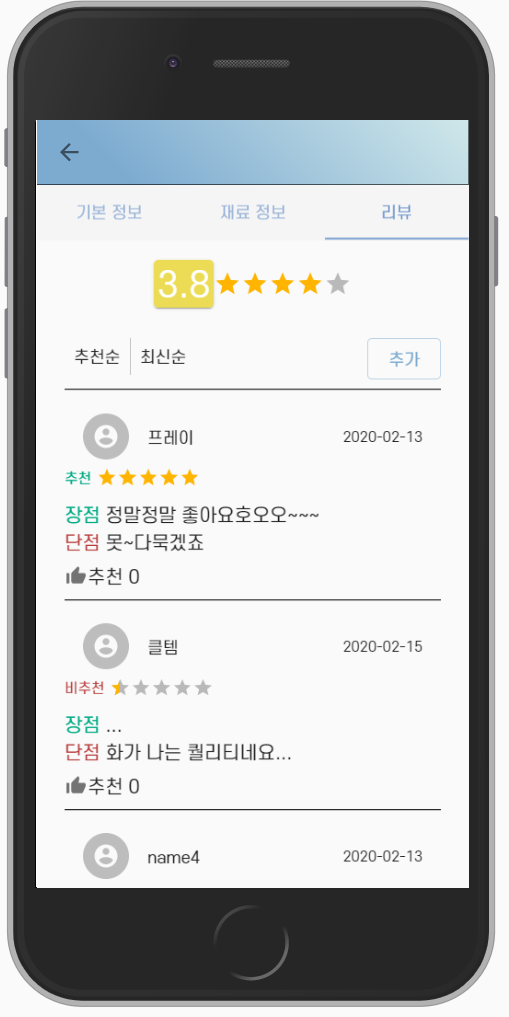 기본 정보 재료 정보 리뷰
3.8
추천순 최신순 추가
프레이 2020-02-13
추천
장점 정말정말 좋아요호오오~~~
단점 못~다묵겠죠
추천 0
클템 2020-02-15
비추천
장점 ...
단점 화가 나는 퀄리티네요...
추천 0
name4 2020-02-13